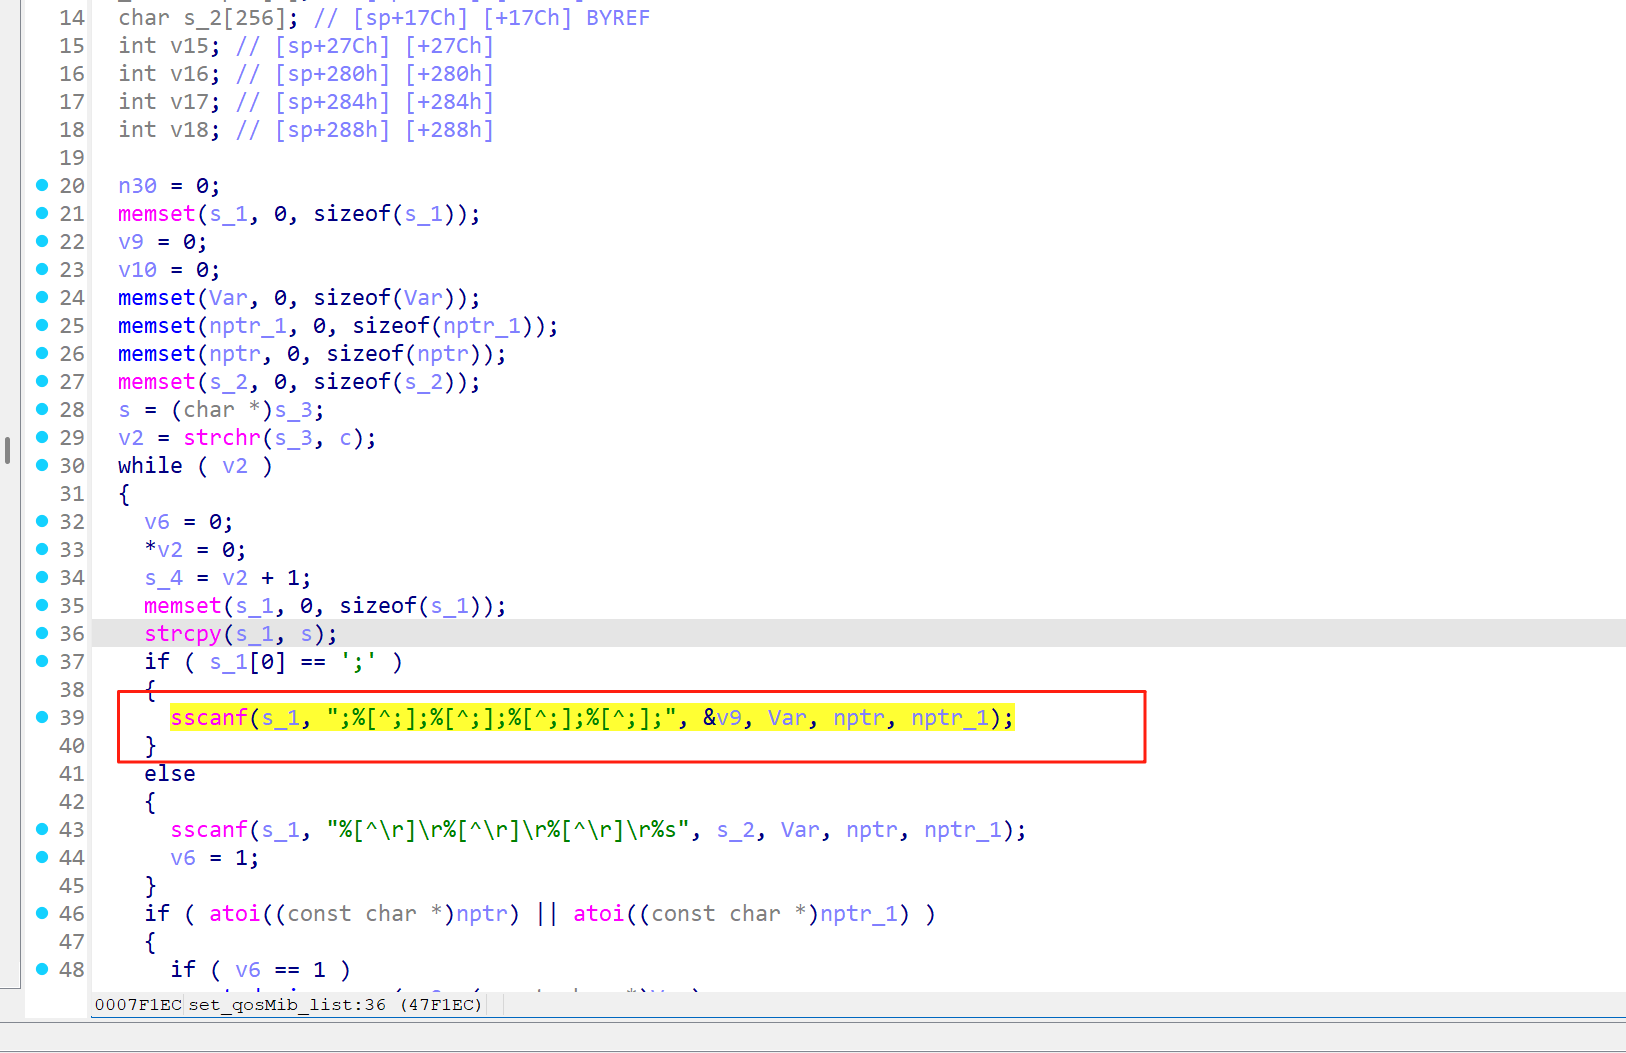 14 char s_2[256]; // [sp+17Ch] [+17Ch] BYREF
15 int v15; // [sp+27Ch] [+27Ch]
16 int v16; // [sp+280h] [+280h]
17 int v17; // [sp+284h] [+284h]
18 int v18; // [sp+288h] [+288h]
19
20 n30 = 0;
21 memset(s_1, 0, sizeof(s_1));
22 v9 = 0;
23 v10 = 0;
24 memset(Var, 0, sizeof(Var));
25 memset(nptr_1, 0, sizeof(nptr_1));
26 memset(nptr, 0, sizeof(nptr));
27 memset(s_2, 0, sizeof(s_2));
28 s = (char *)s_3;
29 v2 = strchr(s_3, c);
30 while ( v2 )
31 {
32 v6 = 0;
33 *v2 = 0;
34 s_4 = v2 + 1;
35 memset(s_1, 0, sizeof(s_1));
36 strcpy(s_1, s);
37 if ( s_1[0] == ';' )
38 {
39 sscanf(s_1, ";%[^;];%[^;];%[^;];%[^;];", &v9, Var, nptr, nptr_1);
40 }
41 else
42 {
43 sscanf(s_1, "%[^\r]\r%[^\r]\r%[^\r]\r%s", s_2, Var, nptr, nptr_1);
44 v6 = 1;
45 }
46 if ( atoi((const char *)nptr) || atoi((const char *)nptr_1) )
47 {
48 if ( v6 == 1 )
0007F1EC set_qosMib_list:36 (47F1EC)